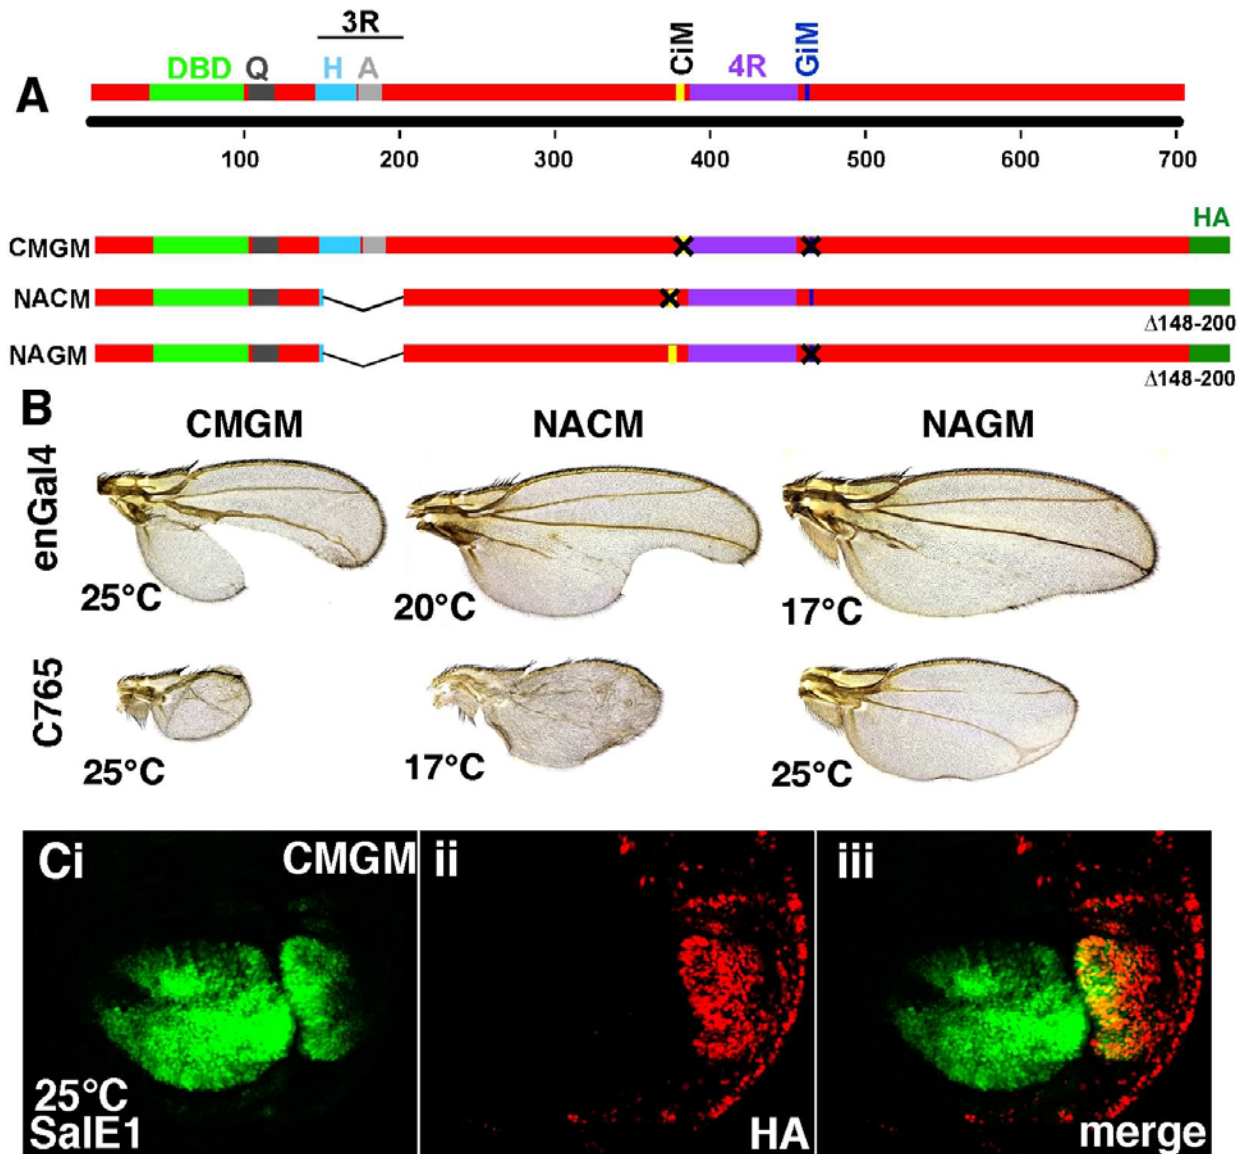 A
3R
DBD Q H A CiM 4R GiM
100 200 300 400 500 600 700
HA
CMGM
NACM
Δ148-200
NAGM
Δ148-200
B
CMGM NACM NAGM
enGal4
25°C 20°C 17°C
C765
25°C 17°C 25°C
Ci CMGM ii iii
25°C
SalE1 HA merge